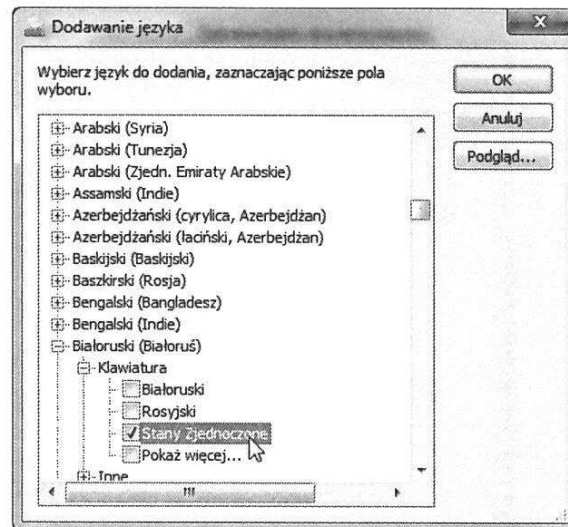 Dodawanie języka
Wybierz język do dodania, zaznaczając poniższe pola
wyboru.
OK
Anuluj
Podgląd...
Arabski (Syria)
Arabski (Tunezja)
Arabski (Zjedn. Emiraty Arabskie)
Assamski (Indie)
Azerbejdżański (cyrylica, Azerbejdżan)
Azerbejdżański (łaciński, Azerbejdżan)
Baskijski (Baskijski)
Baszkirski (Rosja)
Bengalski (Bangladesz)
Bengalski (Indie)
Białoruski (Białoruś)
Klawiatura
Białoruski
Rosyjski
Stany Zjednoczone
Pokaż więcej...
Inne